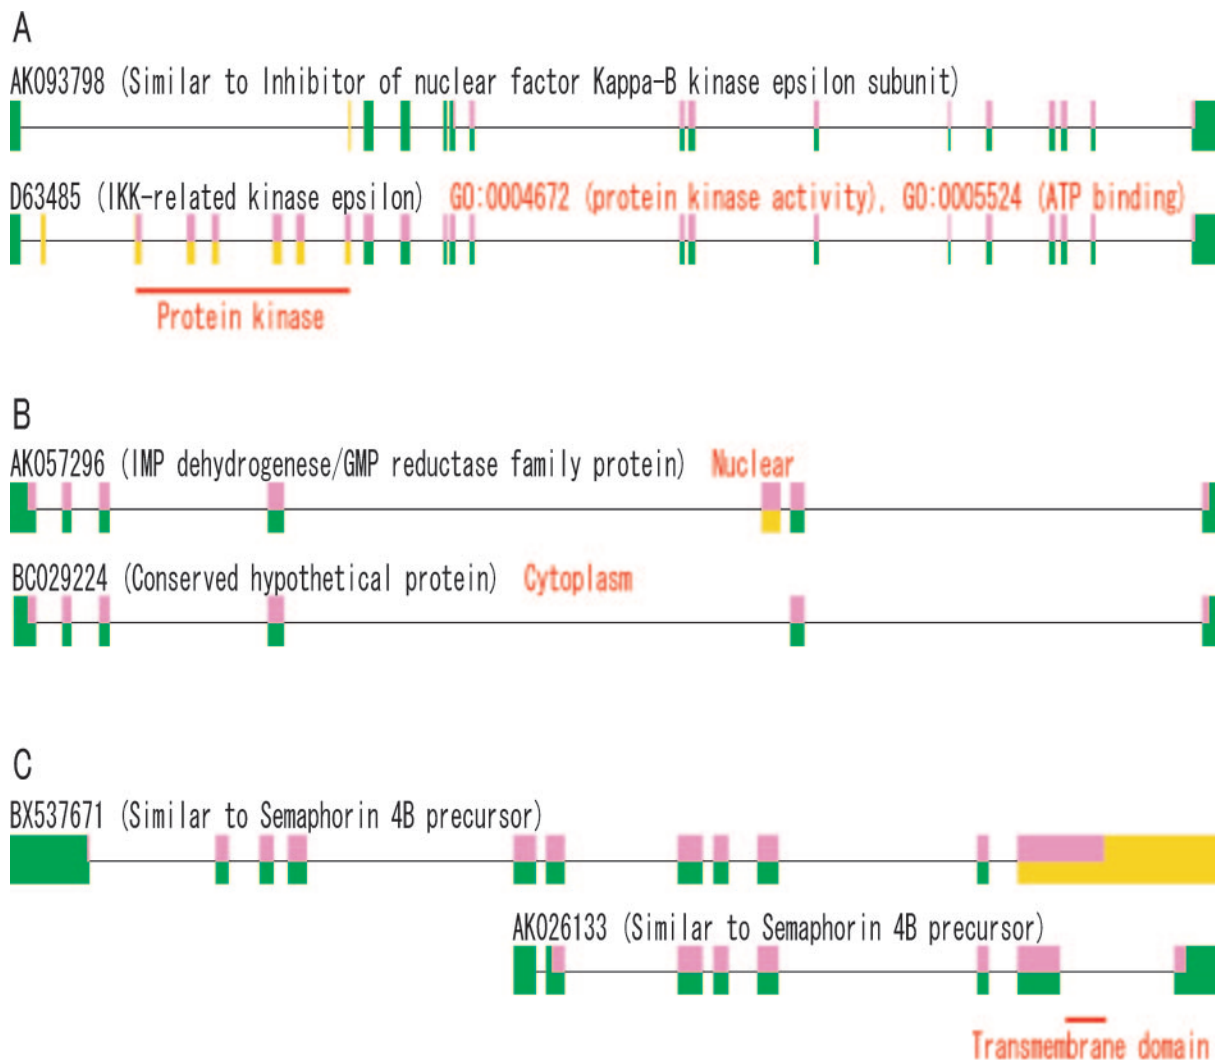 A
AK093798 (Similar to Inhibitor of nuclear factor Kappa-B kinase epsilon subunit)
D63485 (IKK-related kinase epsilon) GO:0004672 (protein kinase activity), GO:0005524 (ATP binding)
Protein kinase
B
AK057296 (IMP dehydrogenese/GMP reductase family protein) Nuclear
BC029224 (Conserved hypothetical protein) Cytoplasm
C
BX537671 (Similar to Semaphorin 4B precursor)
AK026133 (Similar to Semaphorin 4B precursor)
Transmembrane domain